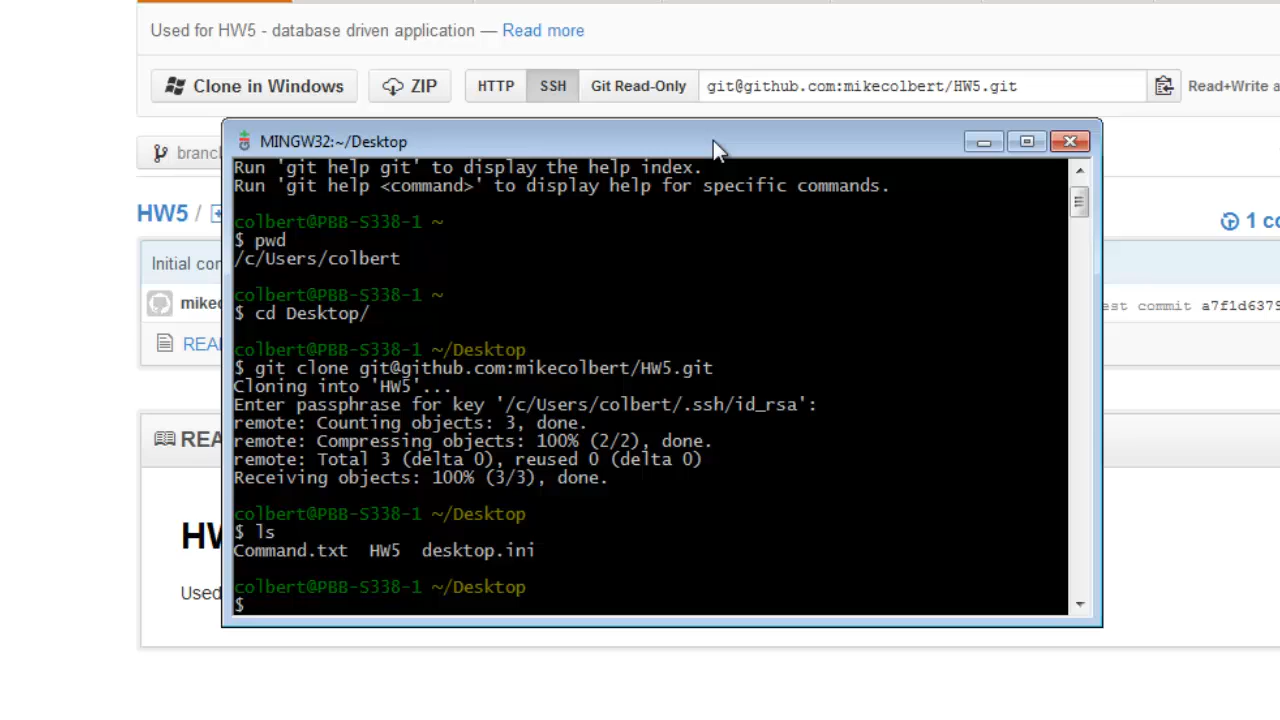 Used for HW5 - database driven application — Read more
Clone in Windows ZIP HTTP SSH Git Read-Only git@github.com:mikecolbert/HW5.git Read+Write a
branc
MINGW32:~/Desktop
Run 'git help git' to display the help index.
Run 'git help <command>' to display help for specific commands.
colbert@PBB-S338-1 ~
$ pwd
/c/Users/colbert
colbert@PBB-S338-1 ~
$ cd Desktop/
colbert@PBB-S338-1 ~/Desktop
$ git clone git@github.com:mikecolbert/HW5.git
Cloning into 'HW5'...
Enter passphrase for key '/c/Users/colbert/.ssh/id_rsa':
remote: Counting objects: 3, done.
remote: Compressing objects: 100% (2/2), done.
remote: Total 3 (delta 0), reused 0 (delta 0)
Receiving objects: 100% (3/3), done.
colbert@PBB-S338-1 ~/Desktop
$ ls
Command.txt HW5 desktop.ini
colbert@PBB-S338-1 ~/Desktop
$
HW5 /
1 co
Initial con
mikec
est commit a7f1d6379
REA
REA
HW
Used